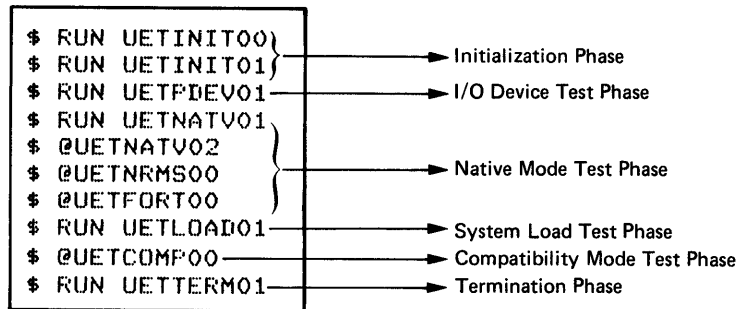 $ RUN UETINIT00
$ RUN UETINIT01
Initialization Phase
$ RUN UETPDEV01
I/O Device Test Phase
$ RUN UETNATV01
$ @UETNATV02
$ @UETNRMS00
$ @UETFORT00
Native Mode Test Phase
$ RUN UETLOAD01
System Load Test Phase
$ @UETCOMP00
Compatibility Mode Test Phase
$ RUN UETTERM01
Termination Phase